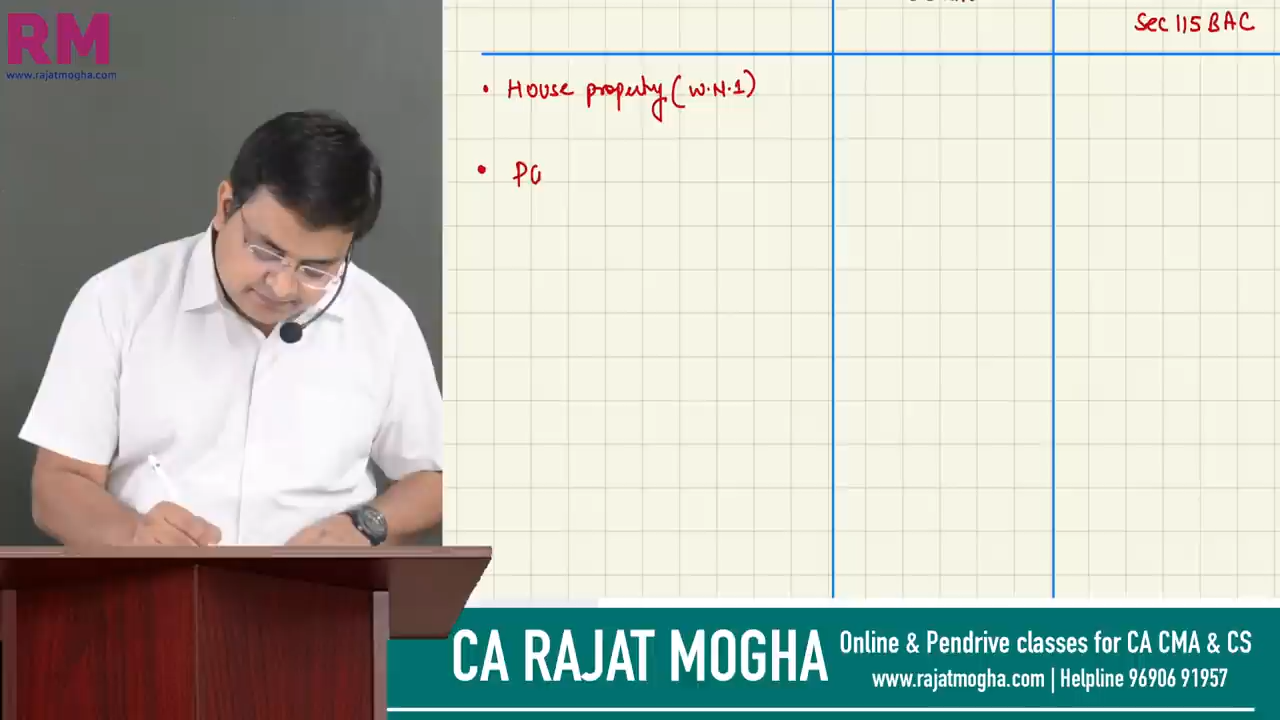 RM
www.rajatmogha.com
Sec 115 BAC
• House property (W.N.1)
• PG
CA RAJAT MOGHA
Online & Pendrive classes for CA CMA & CS
www.rajatmogha.com | Helpline 96906 91957